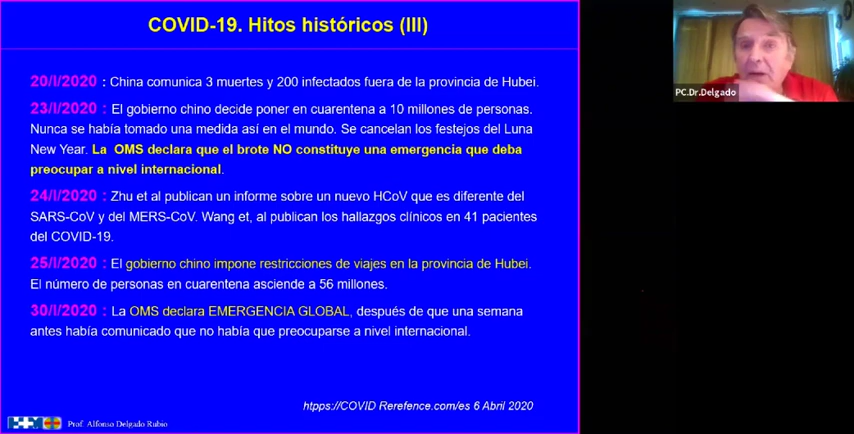 COVID-19. Hitos históricos (III)
20/I/2020 : China comunica 3 muertes y 200 infectados fuera de la provincia de Hubei.
23/I/2020 : El gobierno chino decide poner en cuarentena a 10 millones de personas.
Nunca se había tomado una medida así en el mundo. Se cancelan los festejos del Luna
New Year. La OMS declara que el brote NO constituye una emergencia que deba
preocupar a nivel internacional.
24/I/2020 : Zhu et al publican un informe sobre un nuevo HCoV que es diferente del
SARS-CoV y del MERS-CoV. Wang et, al publican los hallazgos clínicos en 41 pacientes
del COVID-19.
25/I/2020 : El gobierno chino impone restricciones de viajes en la provincia de Hubei.
El número de personas en cuarentena asciende a 56 millones.
30/I/2020 : La OMS declara EMERGENCIA GLOBAL, después de que una semana
antes había comunicado que no había que preocuparse a nivel internacional.
htpps://COVID Rerefence.com/es 6 Abril 2020
Prof. Alfonso Delgado Rubio
PC.Dr.Delgado